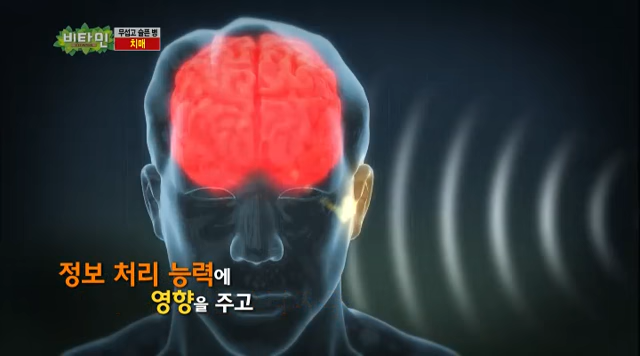 비타민
무섭고 슬픈 병
치매
정보 처리 능력에
영향을 주고